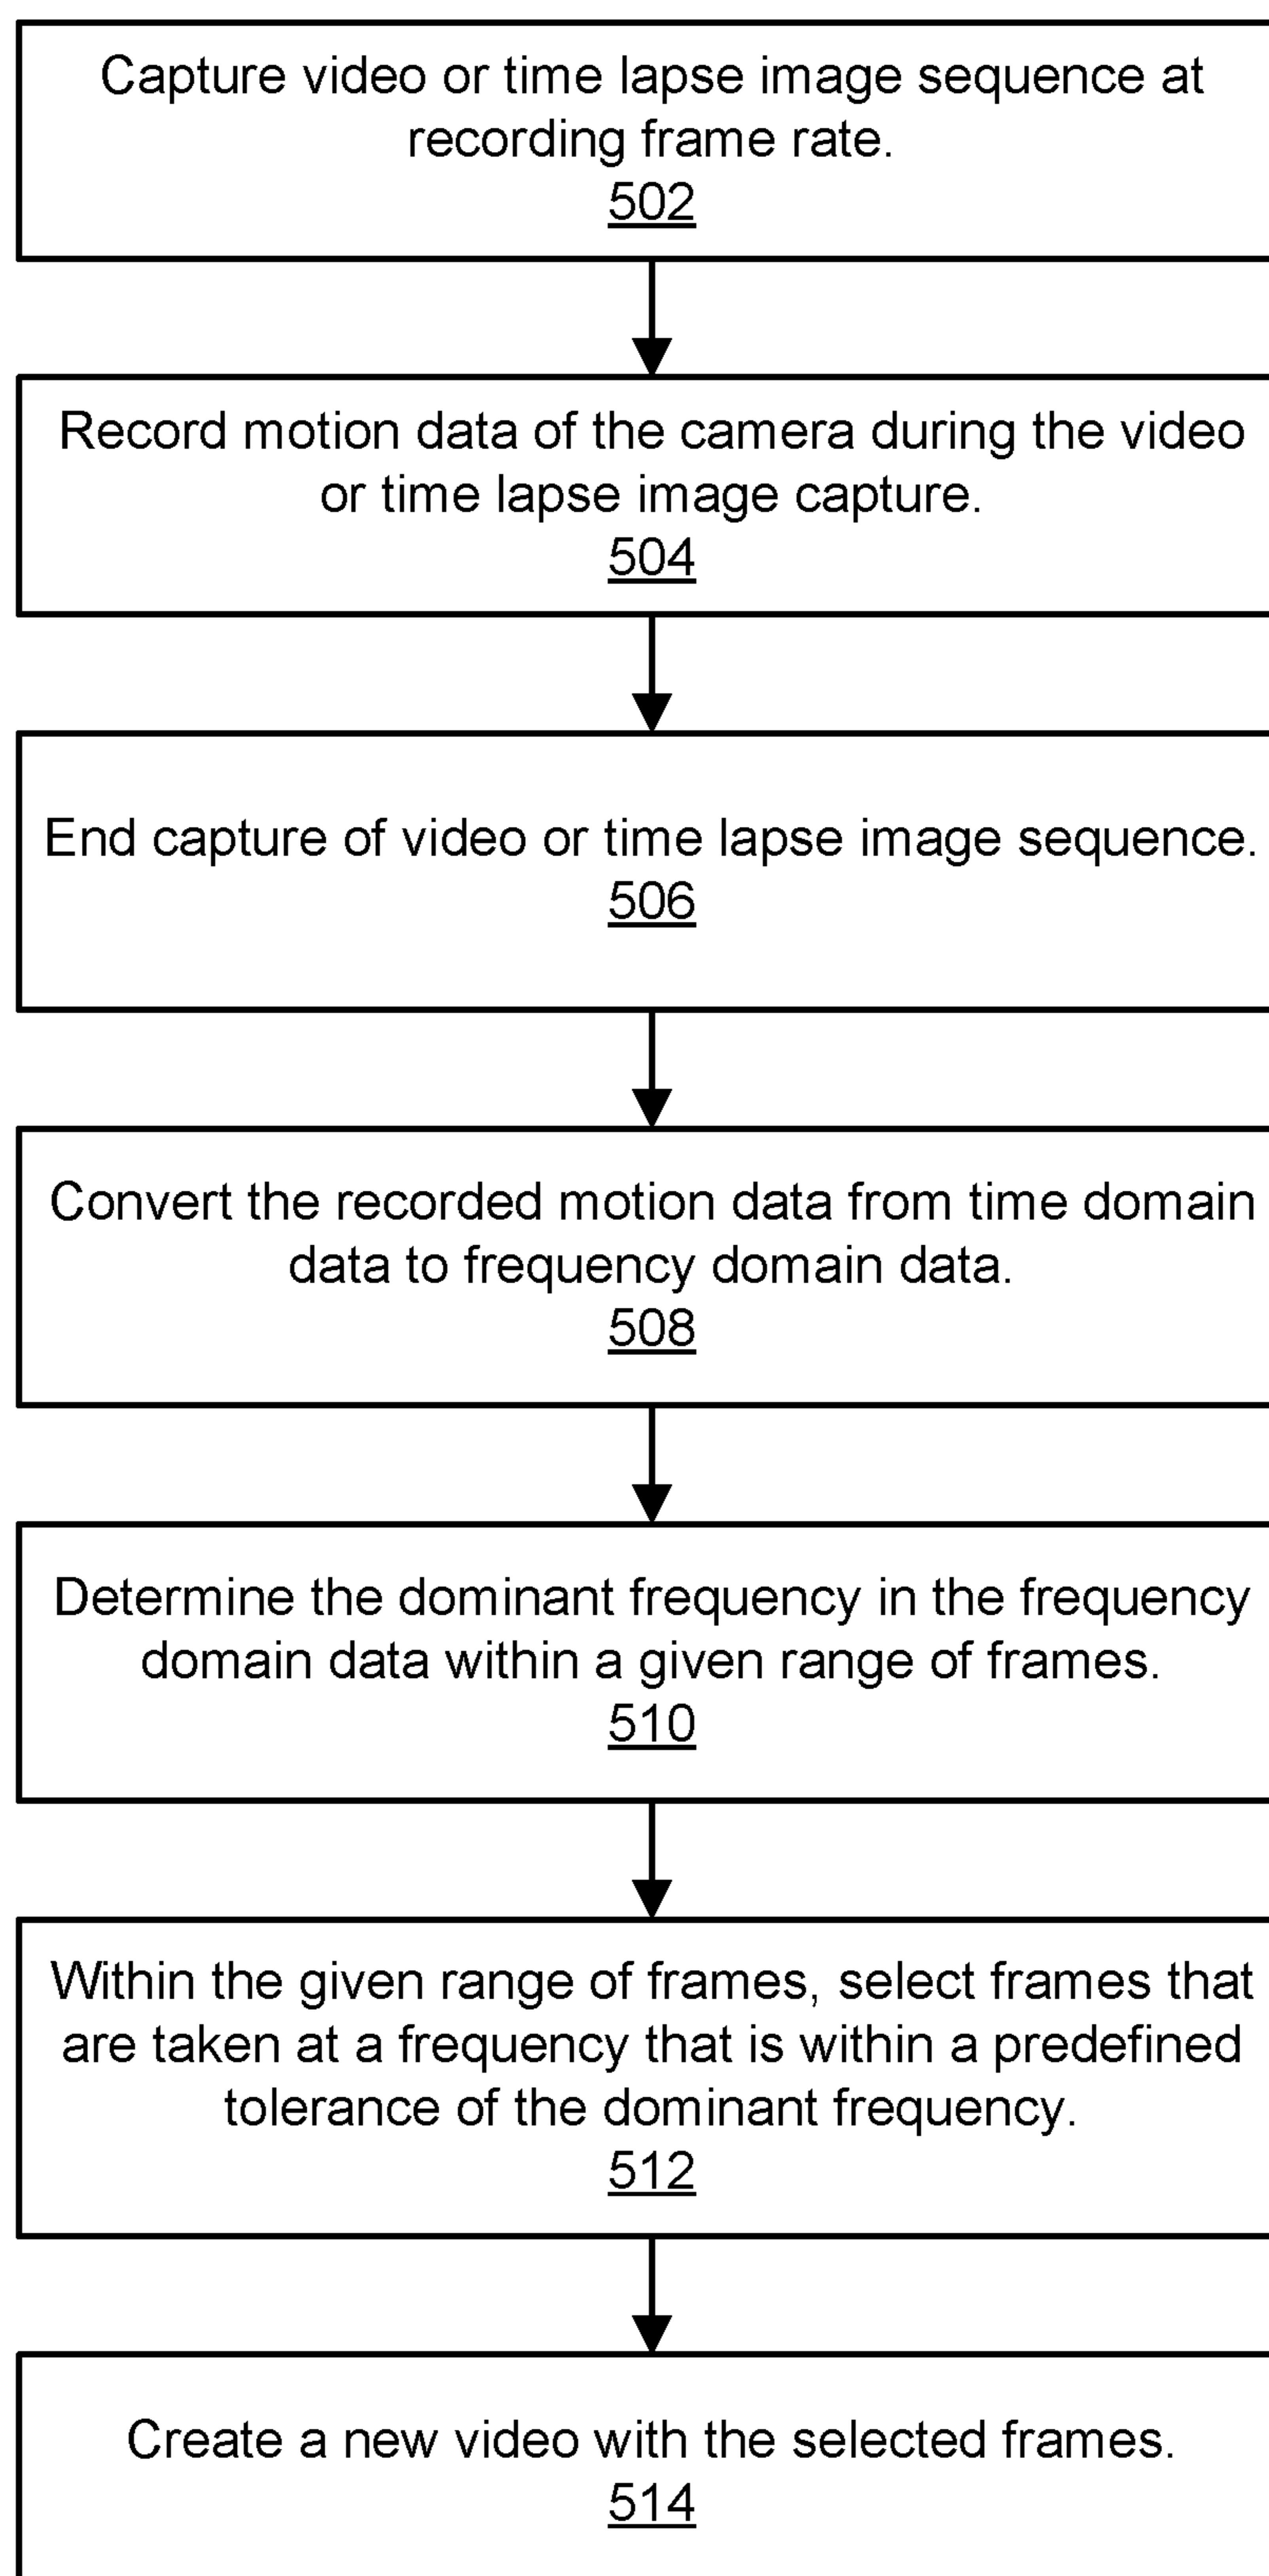 Capture video or time lapse image sequence at
recording frame rate.
502
Record motion data of the camera during the video
or time lapse image capture.
504
End capture of video or time lapse image sequence.
506
Convert the recorded motion data from time domain
data to frequency domain data.
508
Determine the dominant frequency in the frequency
domain data within a given range of frames.
510
Within the given range of frames, select frames that
are taken at a frequency that is within a predefined
tolerance of the dominant frequency.
512
Create a new video with the selected frames.
514